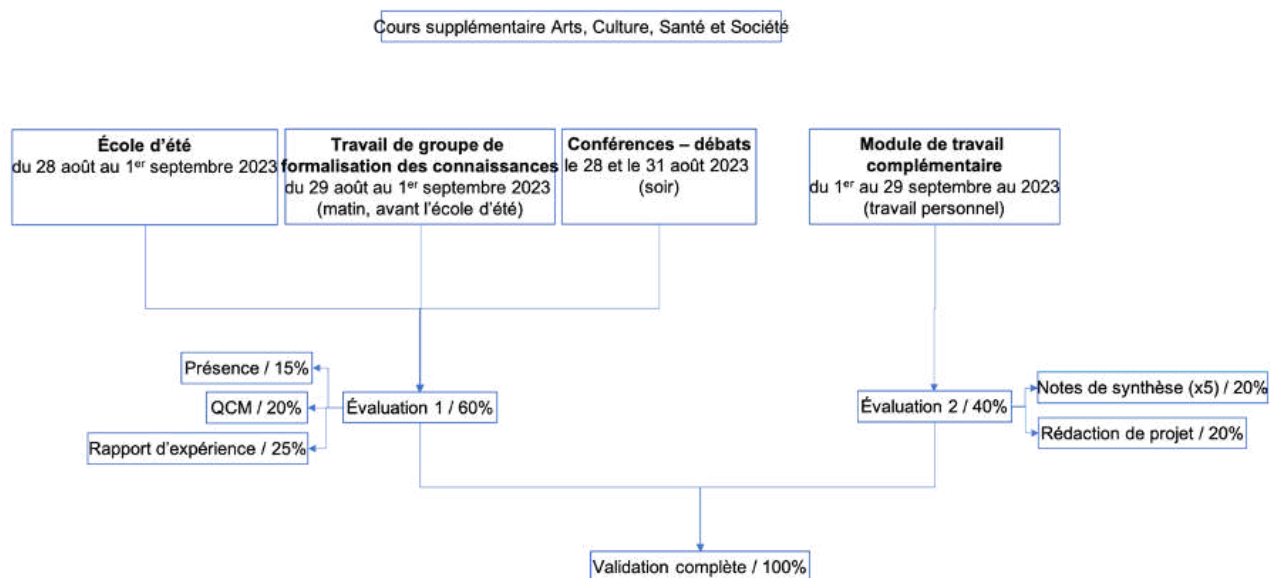 Cours supplémentaire Arts, Culture, Santé et Société
École d'été
du 28 août au 1er septembre 2023
Travail de groupe de
formalisation des connaissances
du 29 août au 1er septembre 2023
(matin, avant l'école d'été)
Conférences – débats
le 28 et le 31 août 2023
(soir)
Module de travail
complémentaire
du 1er au 29 septembre au 2023
(travail personnel)
Présence / 15%
QCM / 20%
Rapport d'expérience / 25%
Évaluation 1 / 60%
Évaluation 2 / 40%
Notes de synthèse (x5) / 20%
Rédaction de projet / 20%
Validation complète / 100%